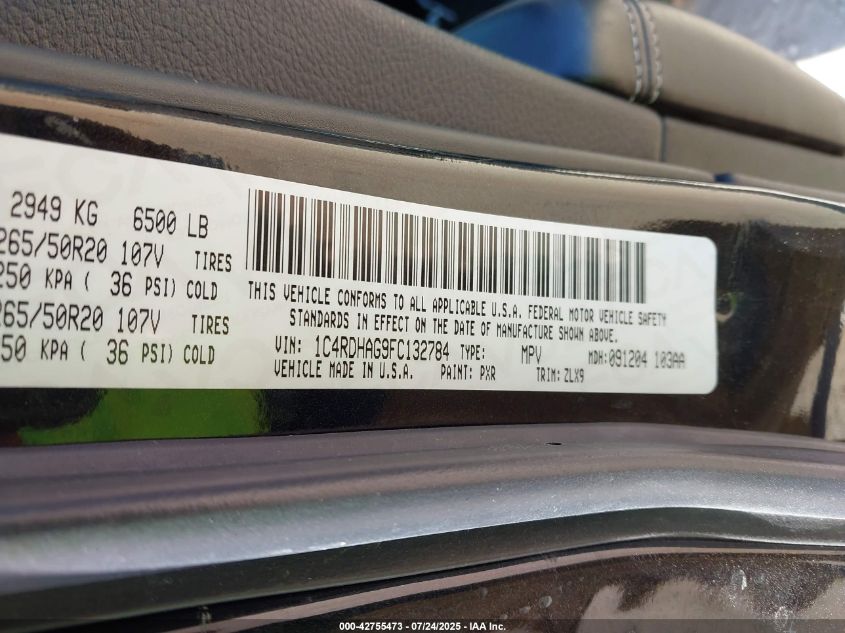 2949 KG 6500 LB
265/50R20 107V TIRES
250 KPA ( 36 PSI) COLD
265/50R20 107V TIRES
50 KPA ( 36 PSI) COLD
THIS VEHICLE CONFORMS TO ALL APPLICABLE U.S.A. FEDERAL MOTOR VEHICLE SAFETY
STANDARDS IN EFFECT ON THE DATE OF MANUFACTURE SHOWN ABOVE.
VIN: 1C4RDHAG9FC132784 TYPE: MPV MDH:091204 103AA
VEHICLE MADE IN U.S.A. PAINT: PXR TRIM: ZLX9
000-42755473 - 07/24/2025 - IAA Inc.